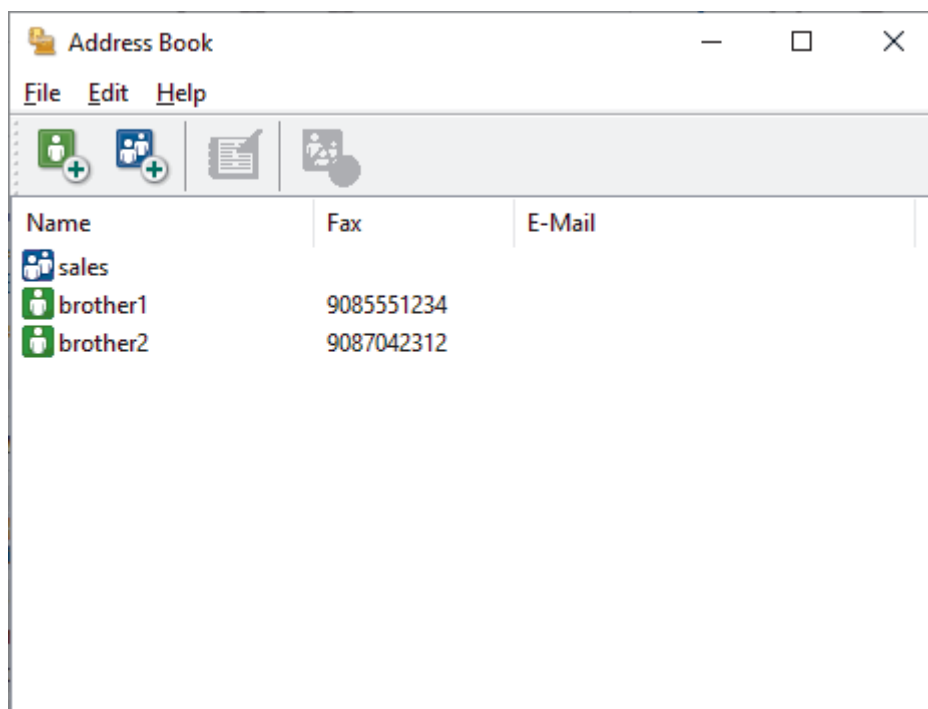 Address Book
File Edit Help
Name Fax E-Mail
sales
brother1 9085551234
brother2 9087042312